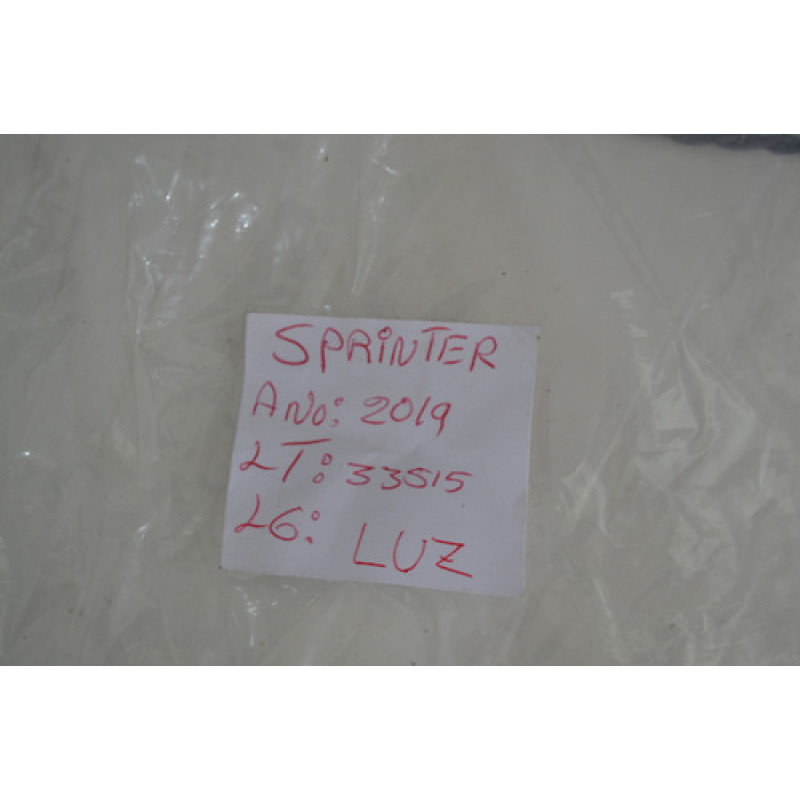 SPRINTER
ANO: 2019
LT: 33515
LG:
LUZ